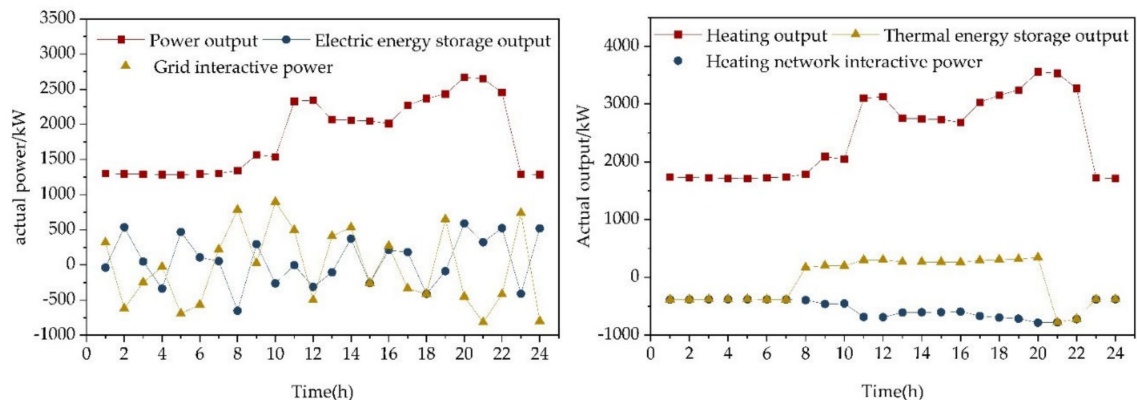 3500
3000
2500
2000
1500
1000
500
0
-500
-1000
actual power/kW
Power output
Electric energy storage output
Grid interactive power
0 2 4 6 8 10 12 14 16 18 20 22 24
Time(h)
4000
3000
2000
1000
0
-1000
Actual output/kW
Heating output
Thermal energy storage output
Heating network interactive power
0 2 4 6 8 10 12 14 16 18 20 22 24
Time(h)